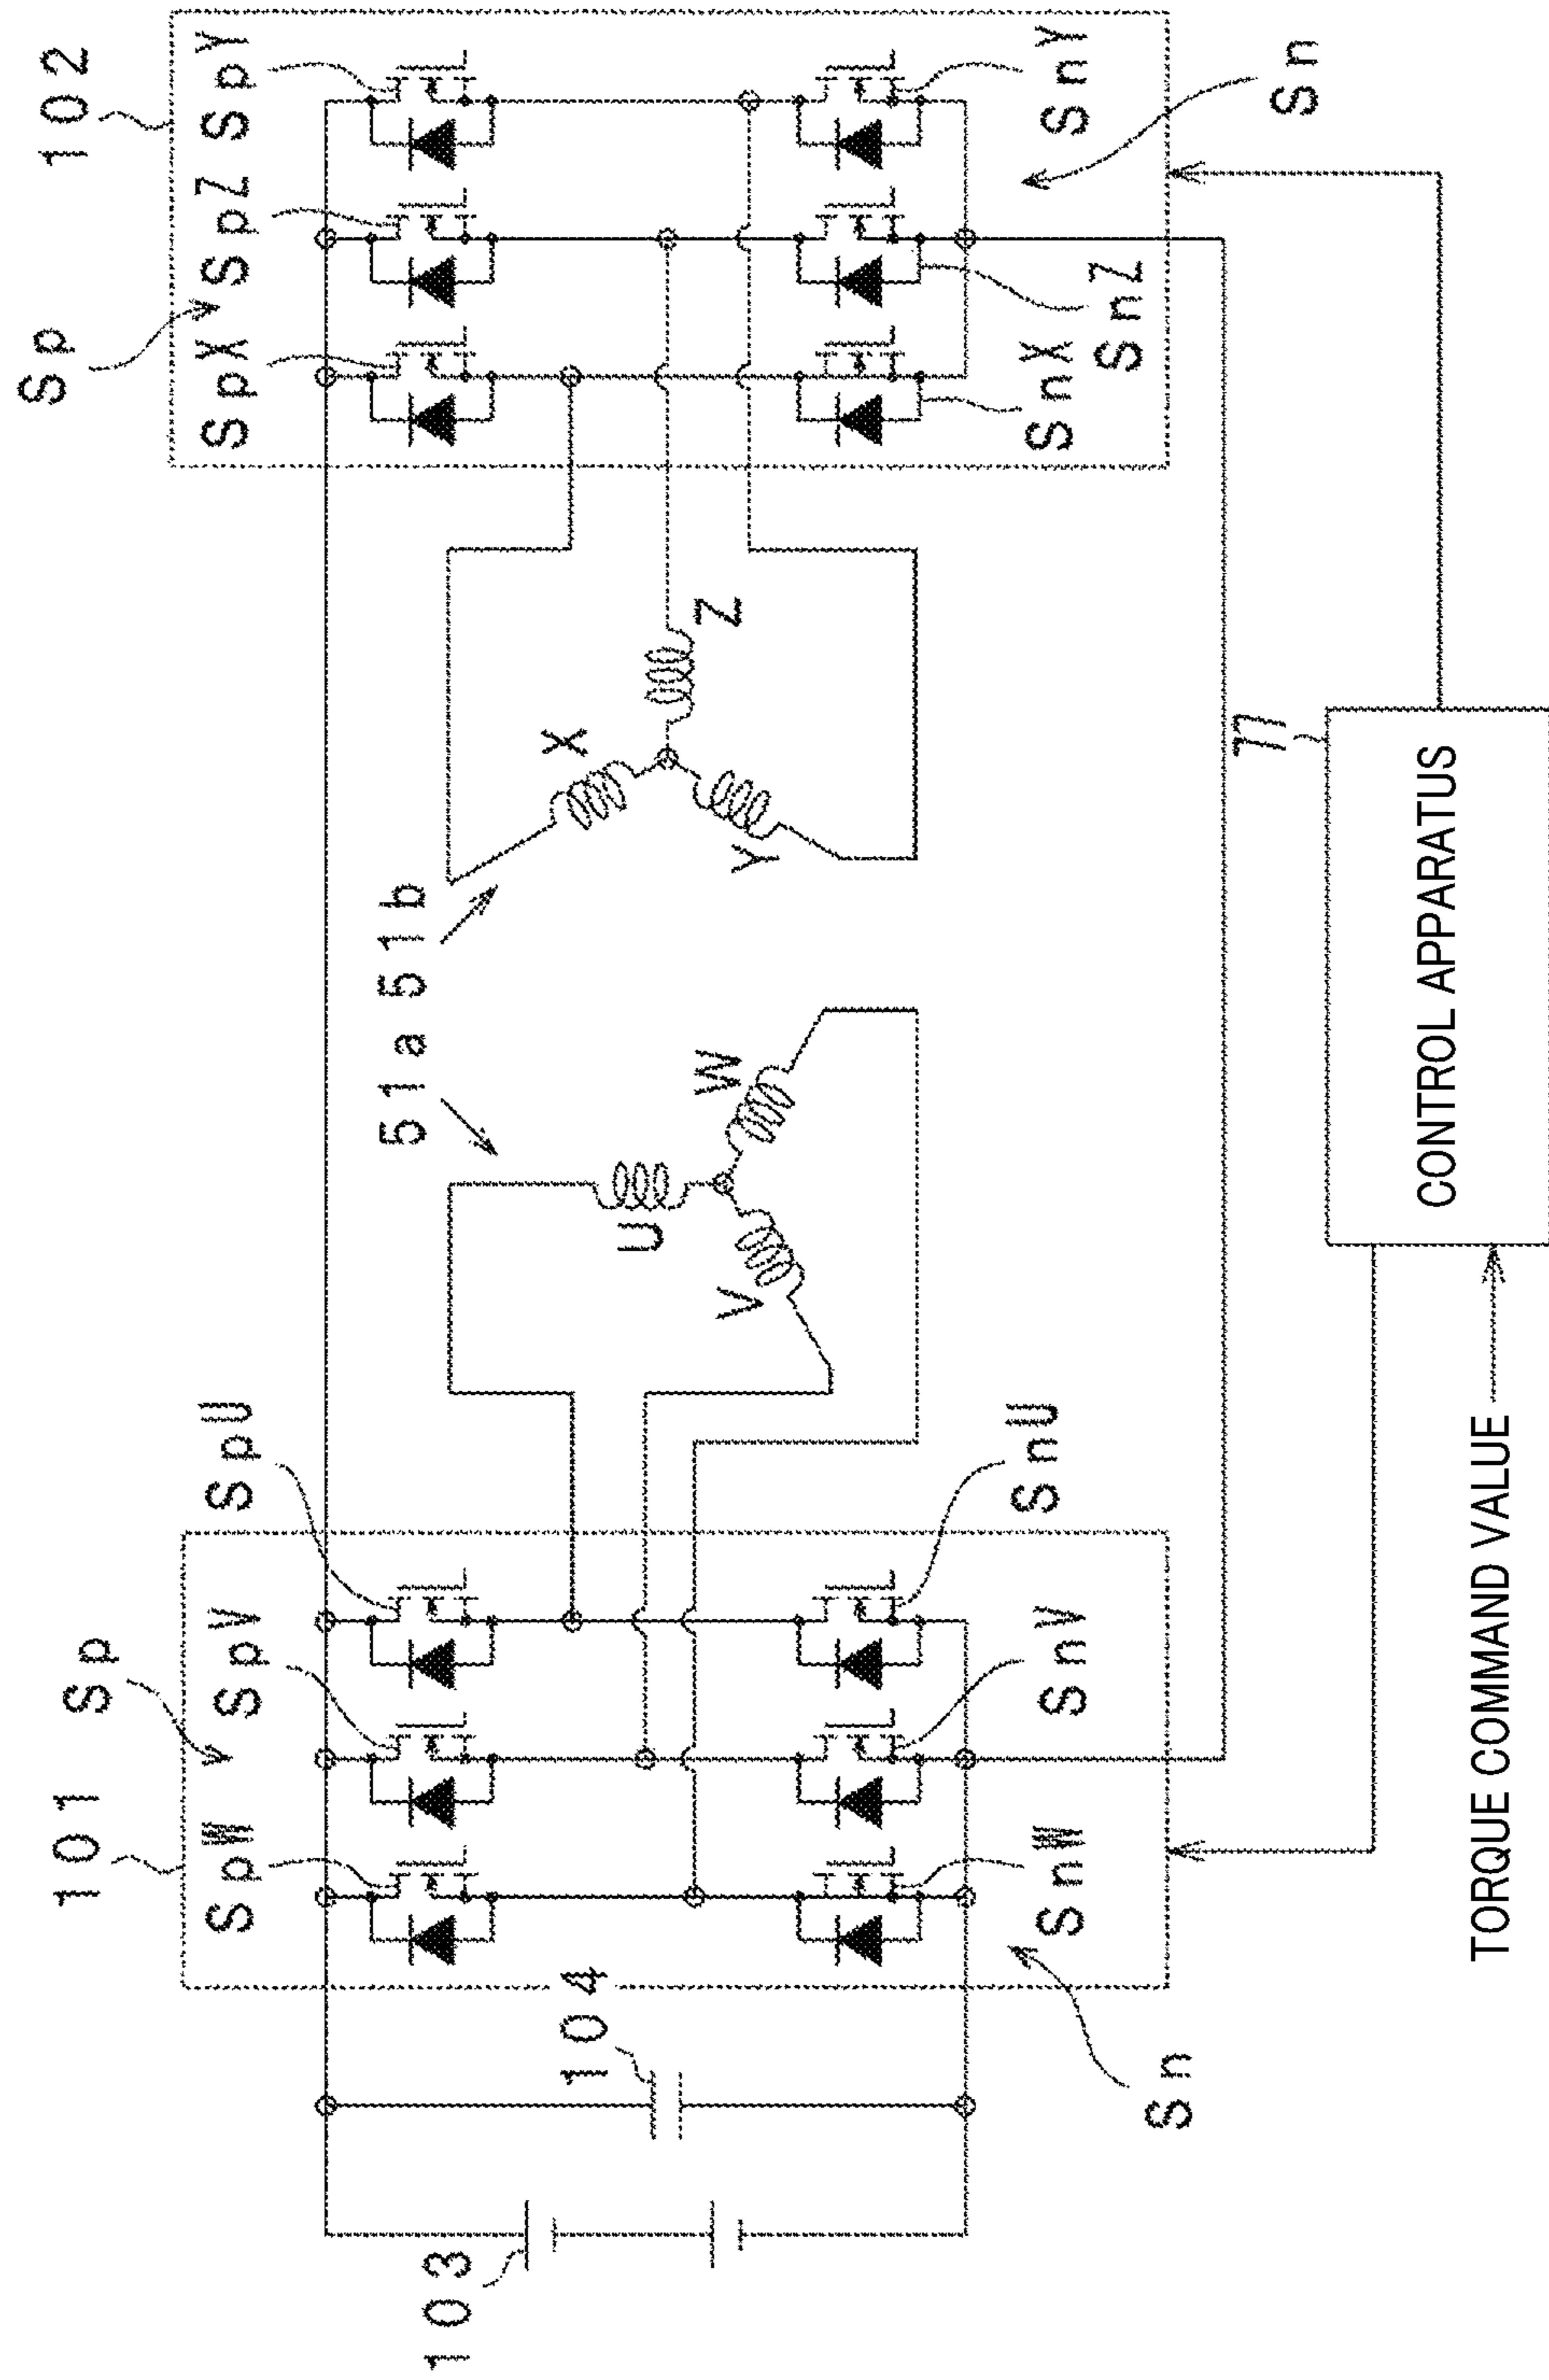 101
Sp
102
Sp
SpW
SpV
SpU
SpX
SpZ
SpY
51a
51b
103
104
U
V
W
X
Y
Z
SnW
SnV
SnU
SnX
SnZ
SnY
Sn
Sn
77
CONTROL APPARATUS
TORQUE COMMAND VALUE